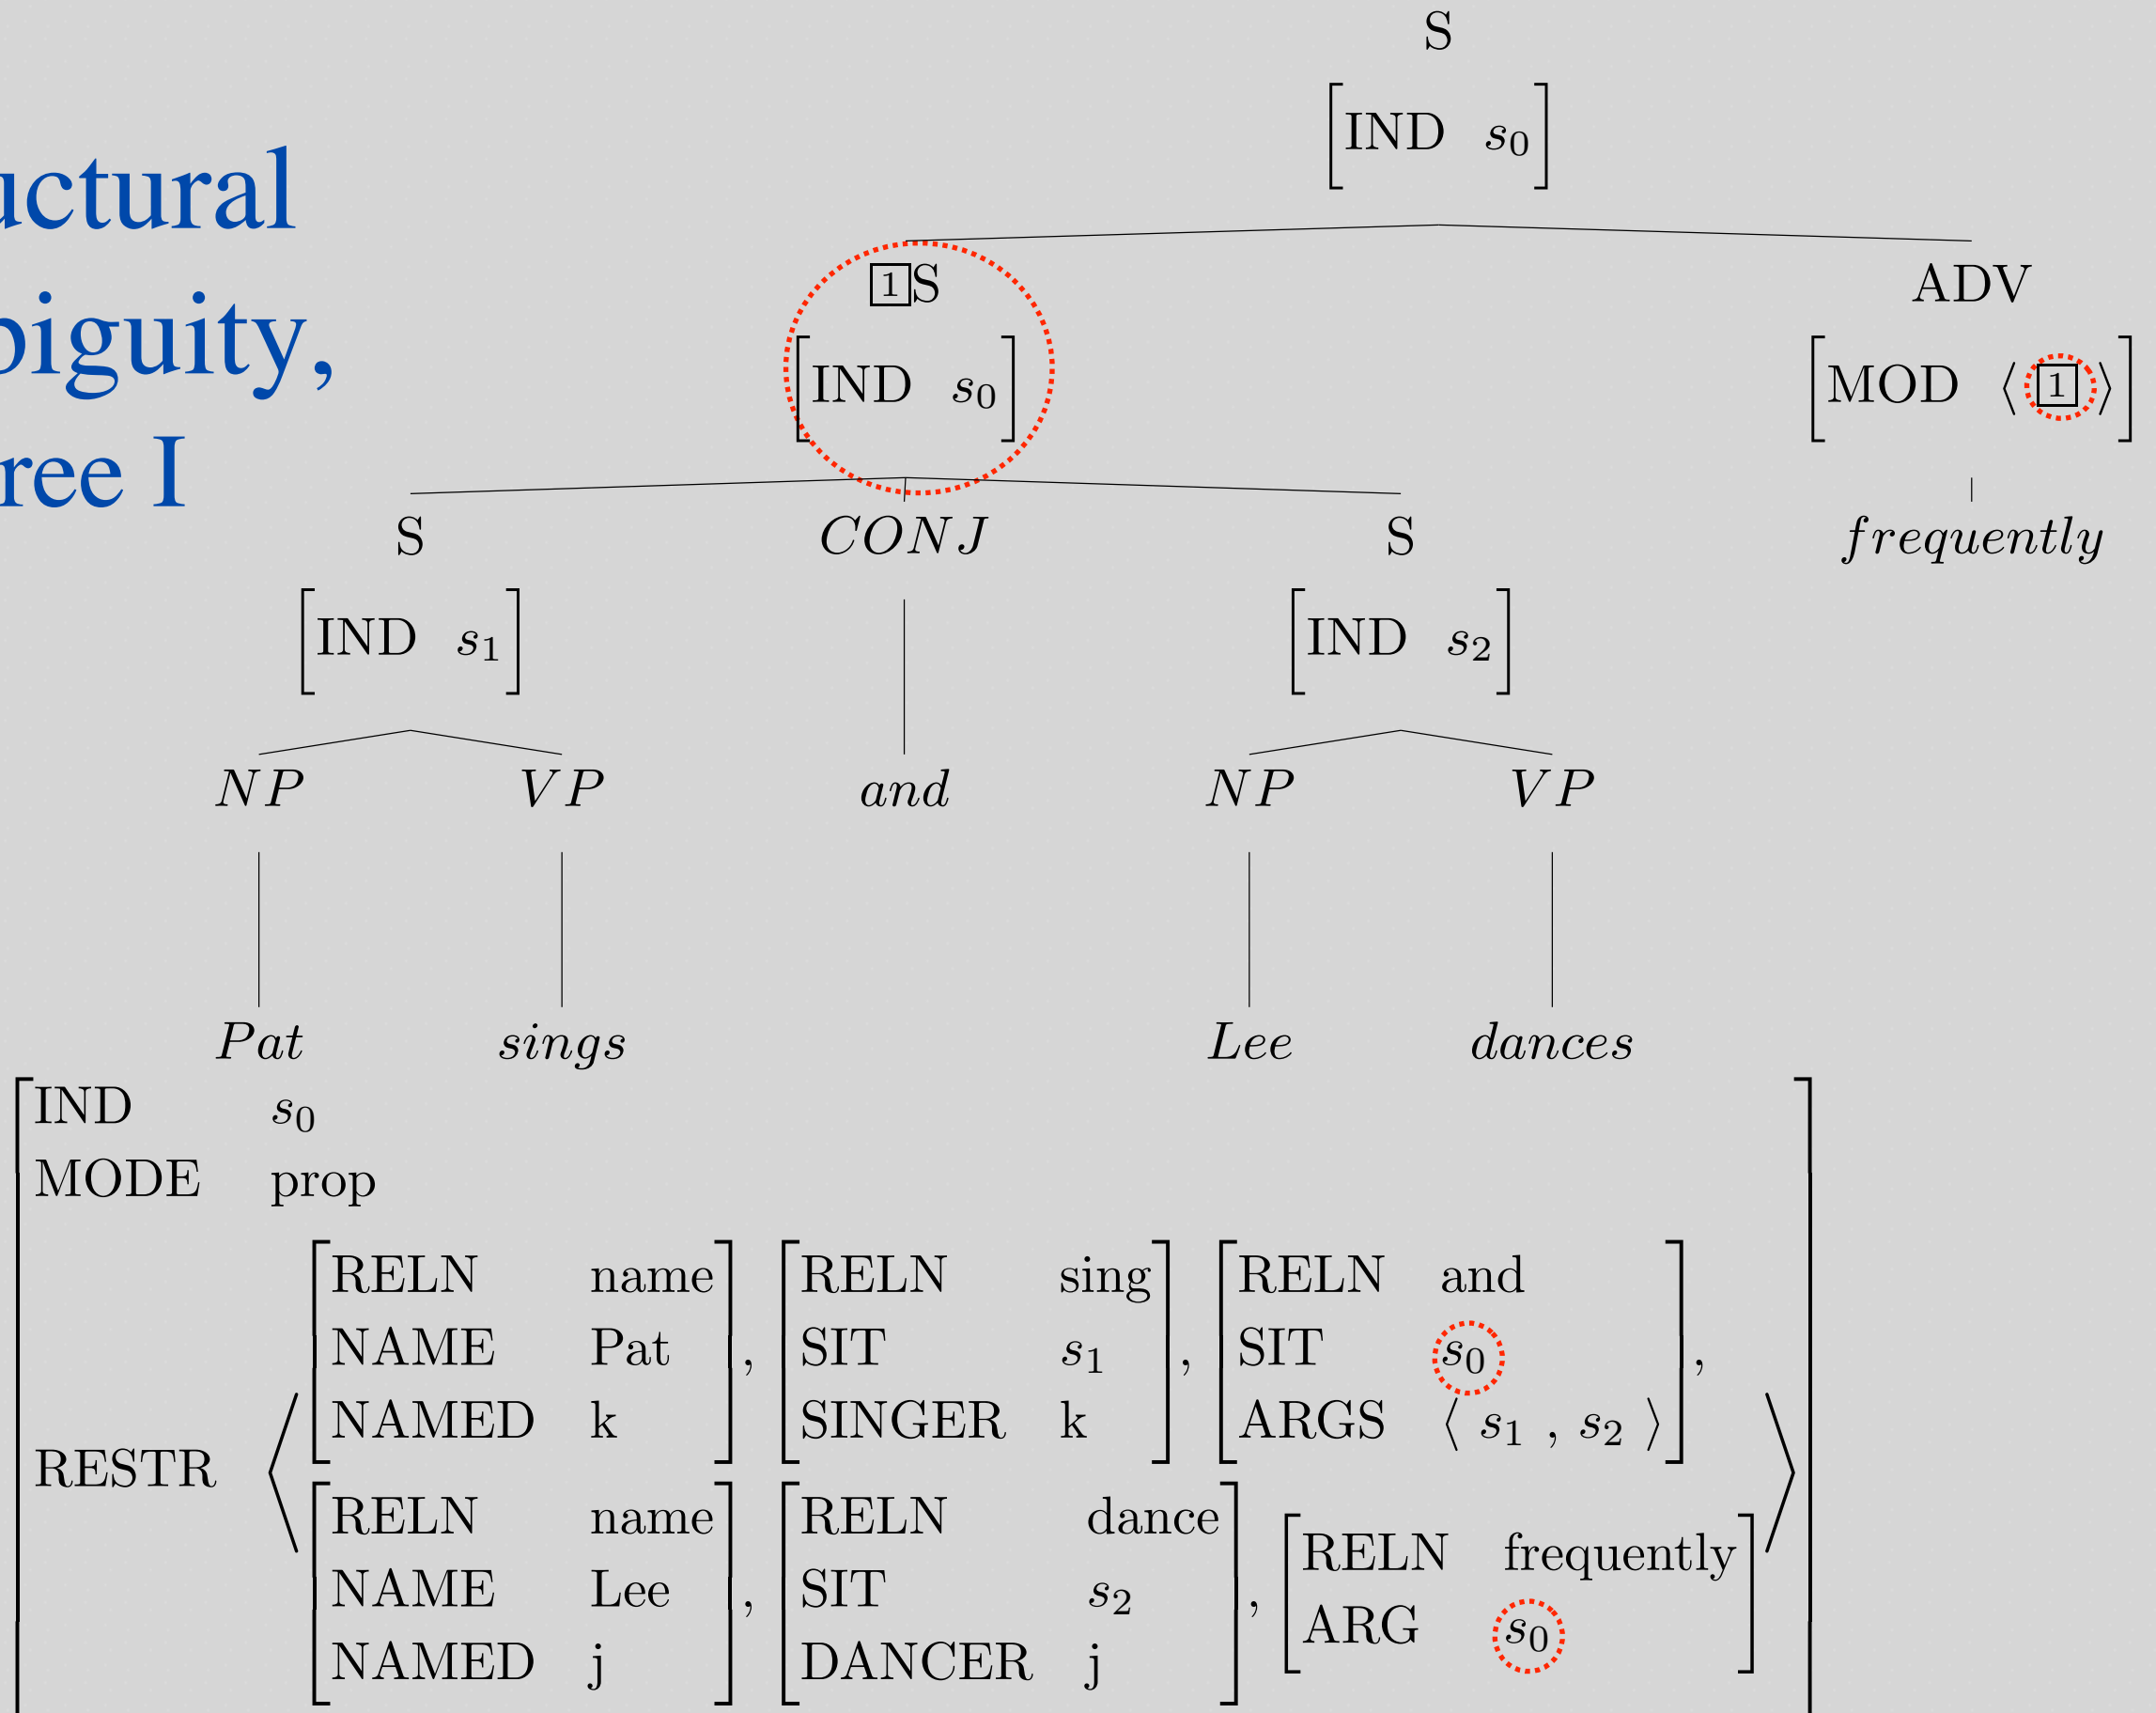 S
[IND s₀]
uctural
biguity,
ree I
1 S ADV
[IND s₀] [MOD ⟨ 1 ⟩]
S CONJ S frequently
[IND s₁] [IND s₂]
NP VP and NP VP
Pat sings Lee dances
IND s₀
MODE prop
RELN name RELN sing RELN and
NAME Pat , SIT s₁ , SIT s₀ ,
NAMED k SINGER k ARGS ⟨ s₁ , s₂ ⟩
RESTR
RELN name RELN dance RELN frequently
NAME Lee , SIT s₂ , ARG s₀
NAMED j DANCER j